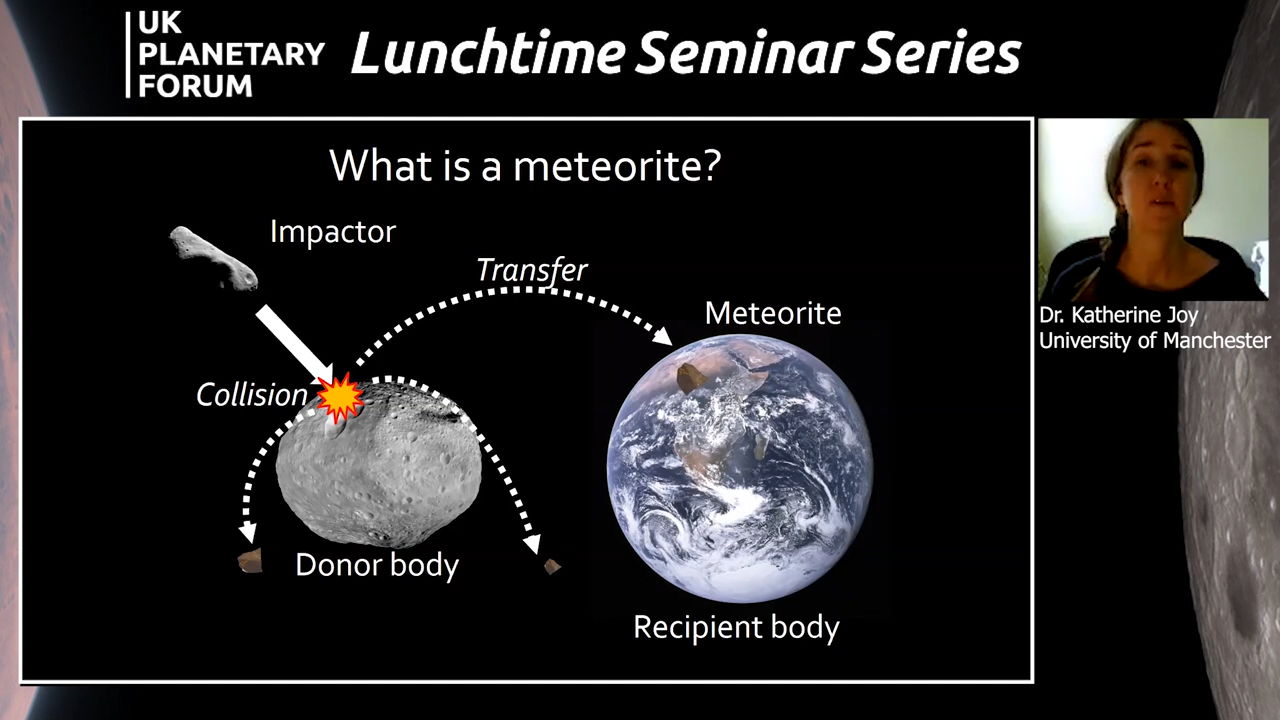 UK
PLANETARY
FORUM
Lunchtime Seminar Series
What is a meteorite?
Impactor
Transfer
Meteorite
Collision
Donor body
Recipient body
Dr. Katherine Joy
University of Manchester